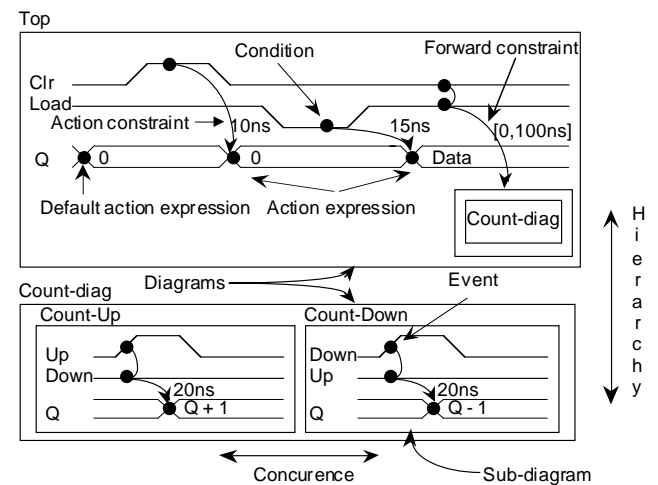 Top
Condition
Forward constraint
Clr
Load
Action constraint
10ns
15ns
[0,100ns]
Q
0
0
Data
Default action expression
Action expression
Count-diag
Hierarchy
Diagrams
Event
Count-diag
Count-Up
Count-Down
Up
Down
20ns
Q
Q + 1
Down
Up
20ns
Q
Q - 1
Concurence
Sub-diagram